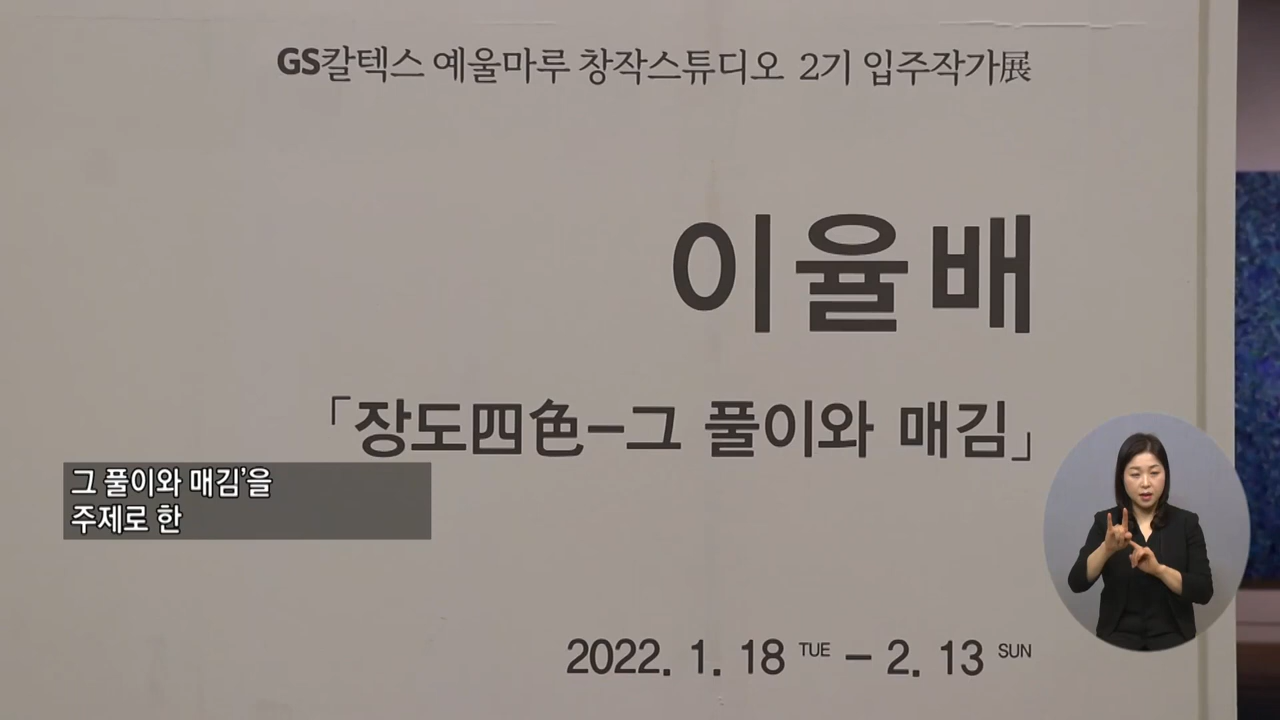 GS칼텍스 예울마루 창작스튜디오 2기 입주작가展
이율배
「장도四色-그 풀이와 매김」
그 풀이와 매김’을
주제로 한
2022. 1. 18 TUE – 2. 13 SUN